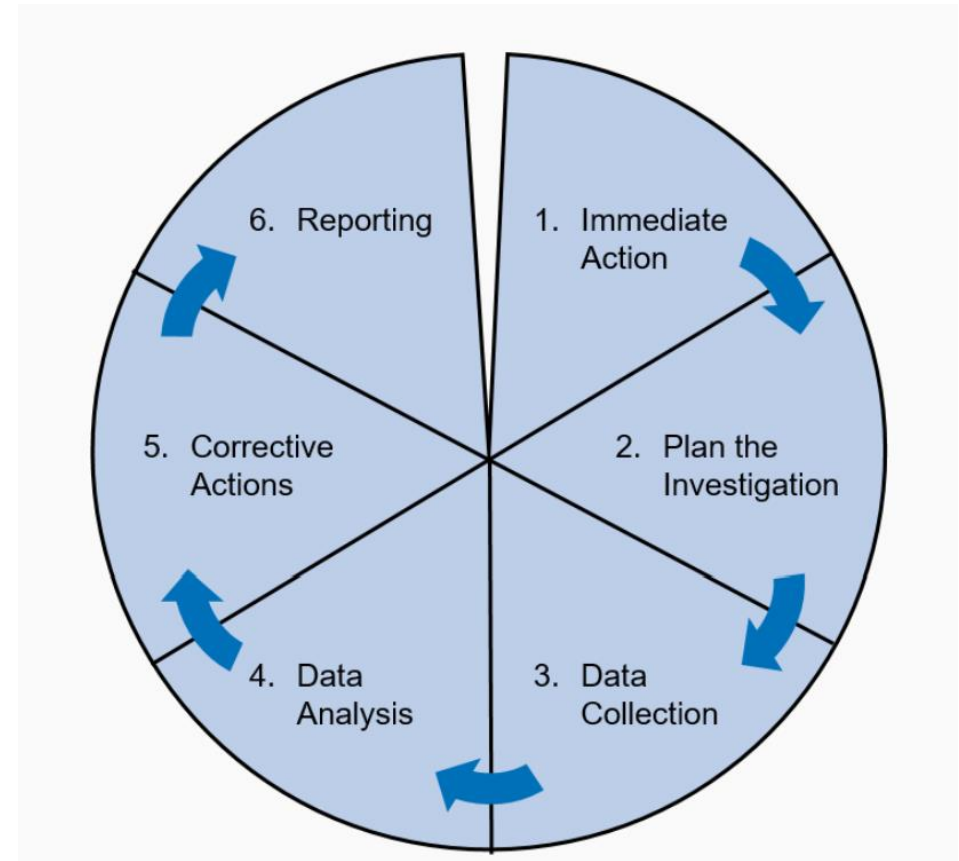 1. Immediate
Action
2. Plan the
Investigation
3. Data
Collection
4. Data
Analysis
5. Corrective
Actions
6. Reporting